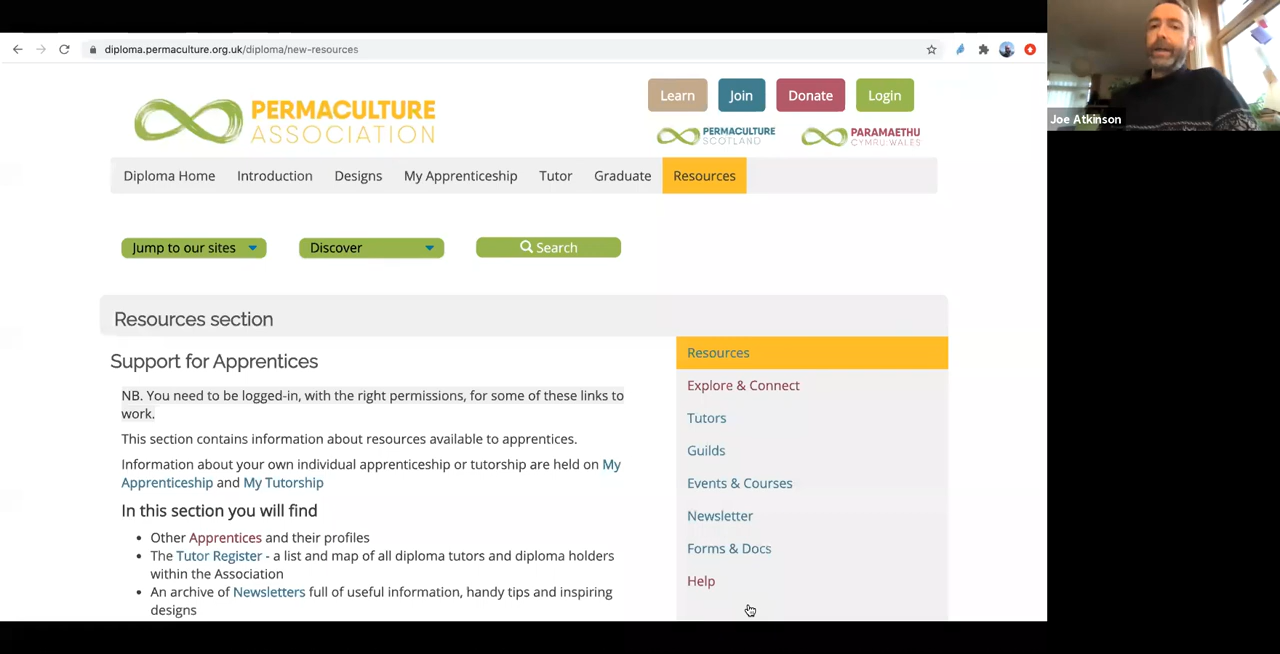 diploma.permaculture.org.uk/diploma/new-resources
Joe Atkinson
PERMACULTURE
ASSOCIATION
Learn
Join
Donate
Login
PERMACULTURE
SCOTLAND
PARAMAETHU
CYMRU WALES
Diploma Home
Introduction
Designs
My Apprenticeship
Tutor
Graduate
Resources
Jump to our sites
Discover
Search
Resources section
Support for Apprentices
NB. You need to be logged-in, with the right permissions, for some of these links to
work.
This section contains information about resources available to apprentices.
Information about your own individual apprenticeship or tutorship are held on My
Apprenticeship and My Tutorship
In this section you will find
• Other Apprentices and their profiles
• The Tutor Register - a list and map of all diploma tutors and diploma holders
within the Association
• An archive of Newsletters full of useful information, handy tips and inspiring
designs
Resources
Explore & Connect
Tutors
Guilds
Events & Courses
Newsletter
Forms & Docs
Help